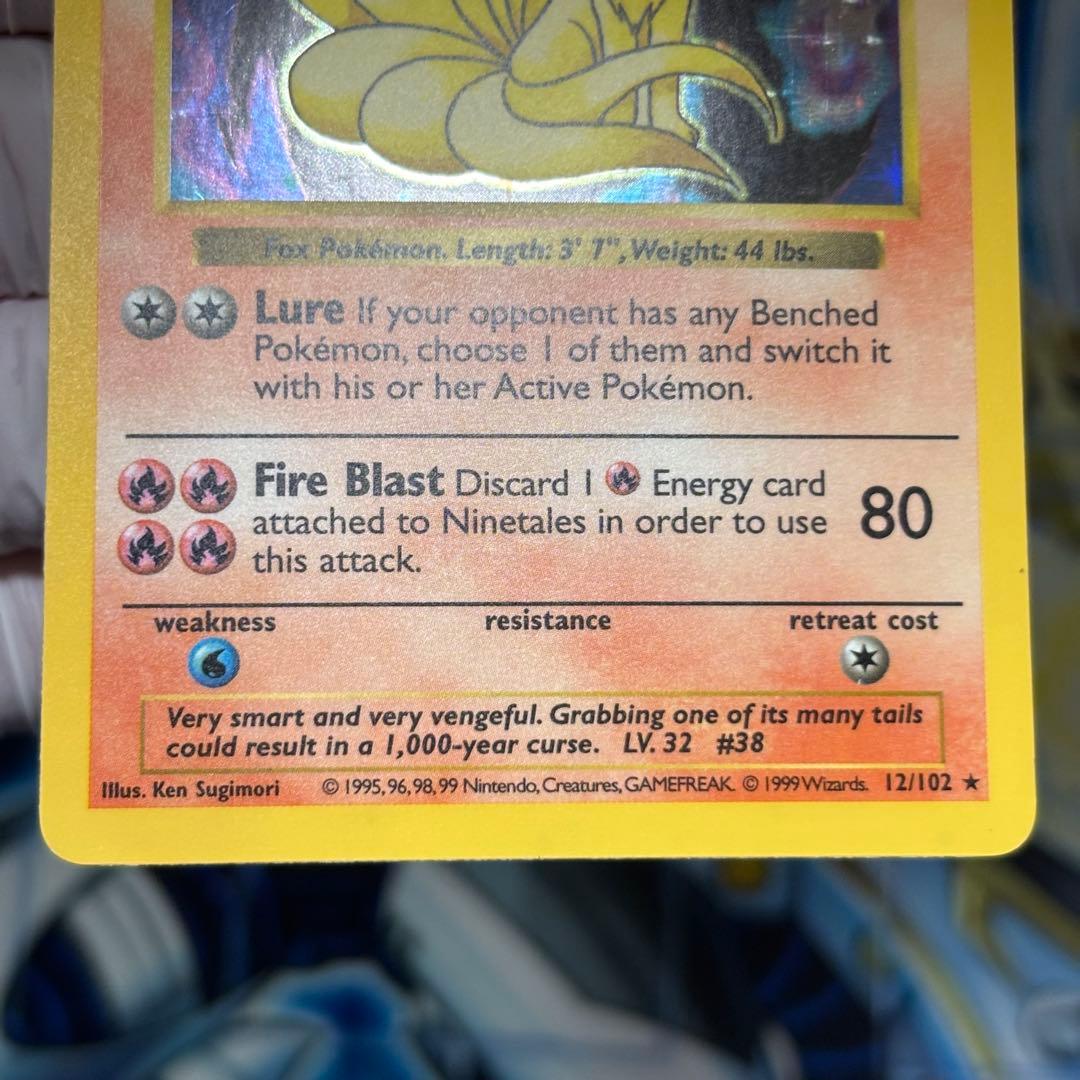 Fox Pokémon. Length: 3' 7", Weight: 44 lbs.
Lure If your opponent has any Benched
Pokémon, choose 1 of them and switch it
with his or her Active Pokémon.
Fire Blast Discard 1 Energy card
attached to Ninetales in order to use
this attack.
80
weakness resistance retreat cost
Very smart and very vengeful. Grabbing one of its many tails
could result in a 1,000-year curse. LV. 32 #38
Illus. Ken Sugimori © 1995, 96, 98, 99 Nintendo, Creatures, GAMEFREAK. © 1999 Wizards. 12/102 ★